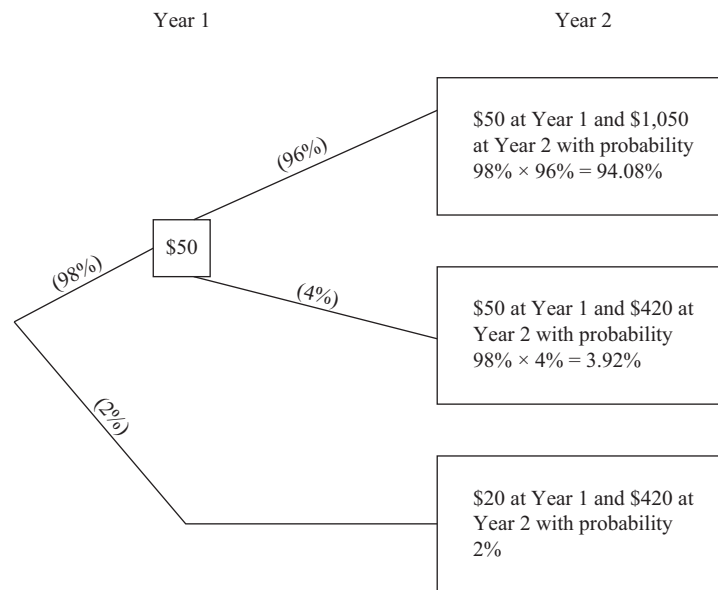 Year 1
Year 2
$50 at Year 1 and $1,050
at Year 2 with probability
98% × 96% = 94.08%
(96%)
$50
(98%)
(4%)
$50 at Year 1 and $420 at
Year 2 with probability
98% × 4% = 3.92%
(2%)
$20 at Year 1 and $420 at
Year 2 with probability
2%